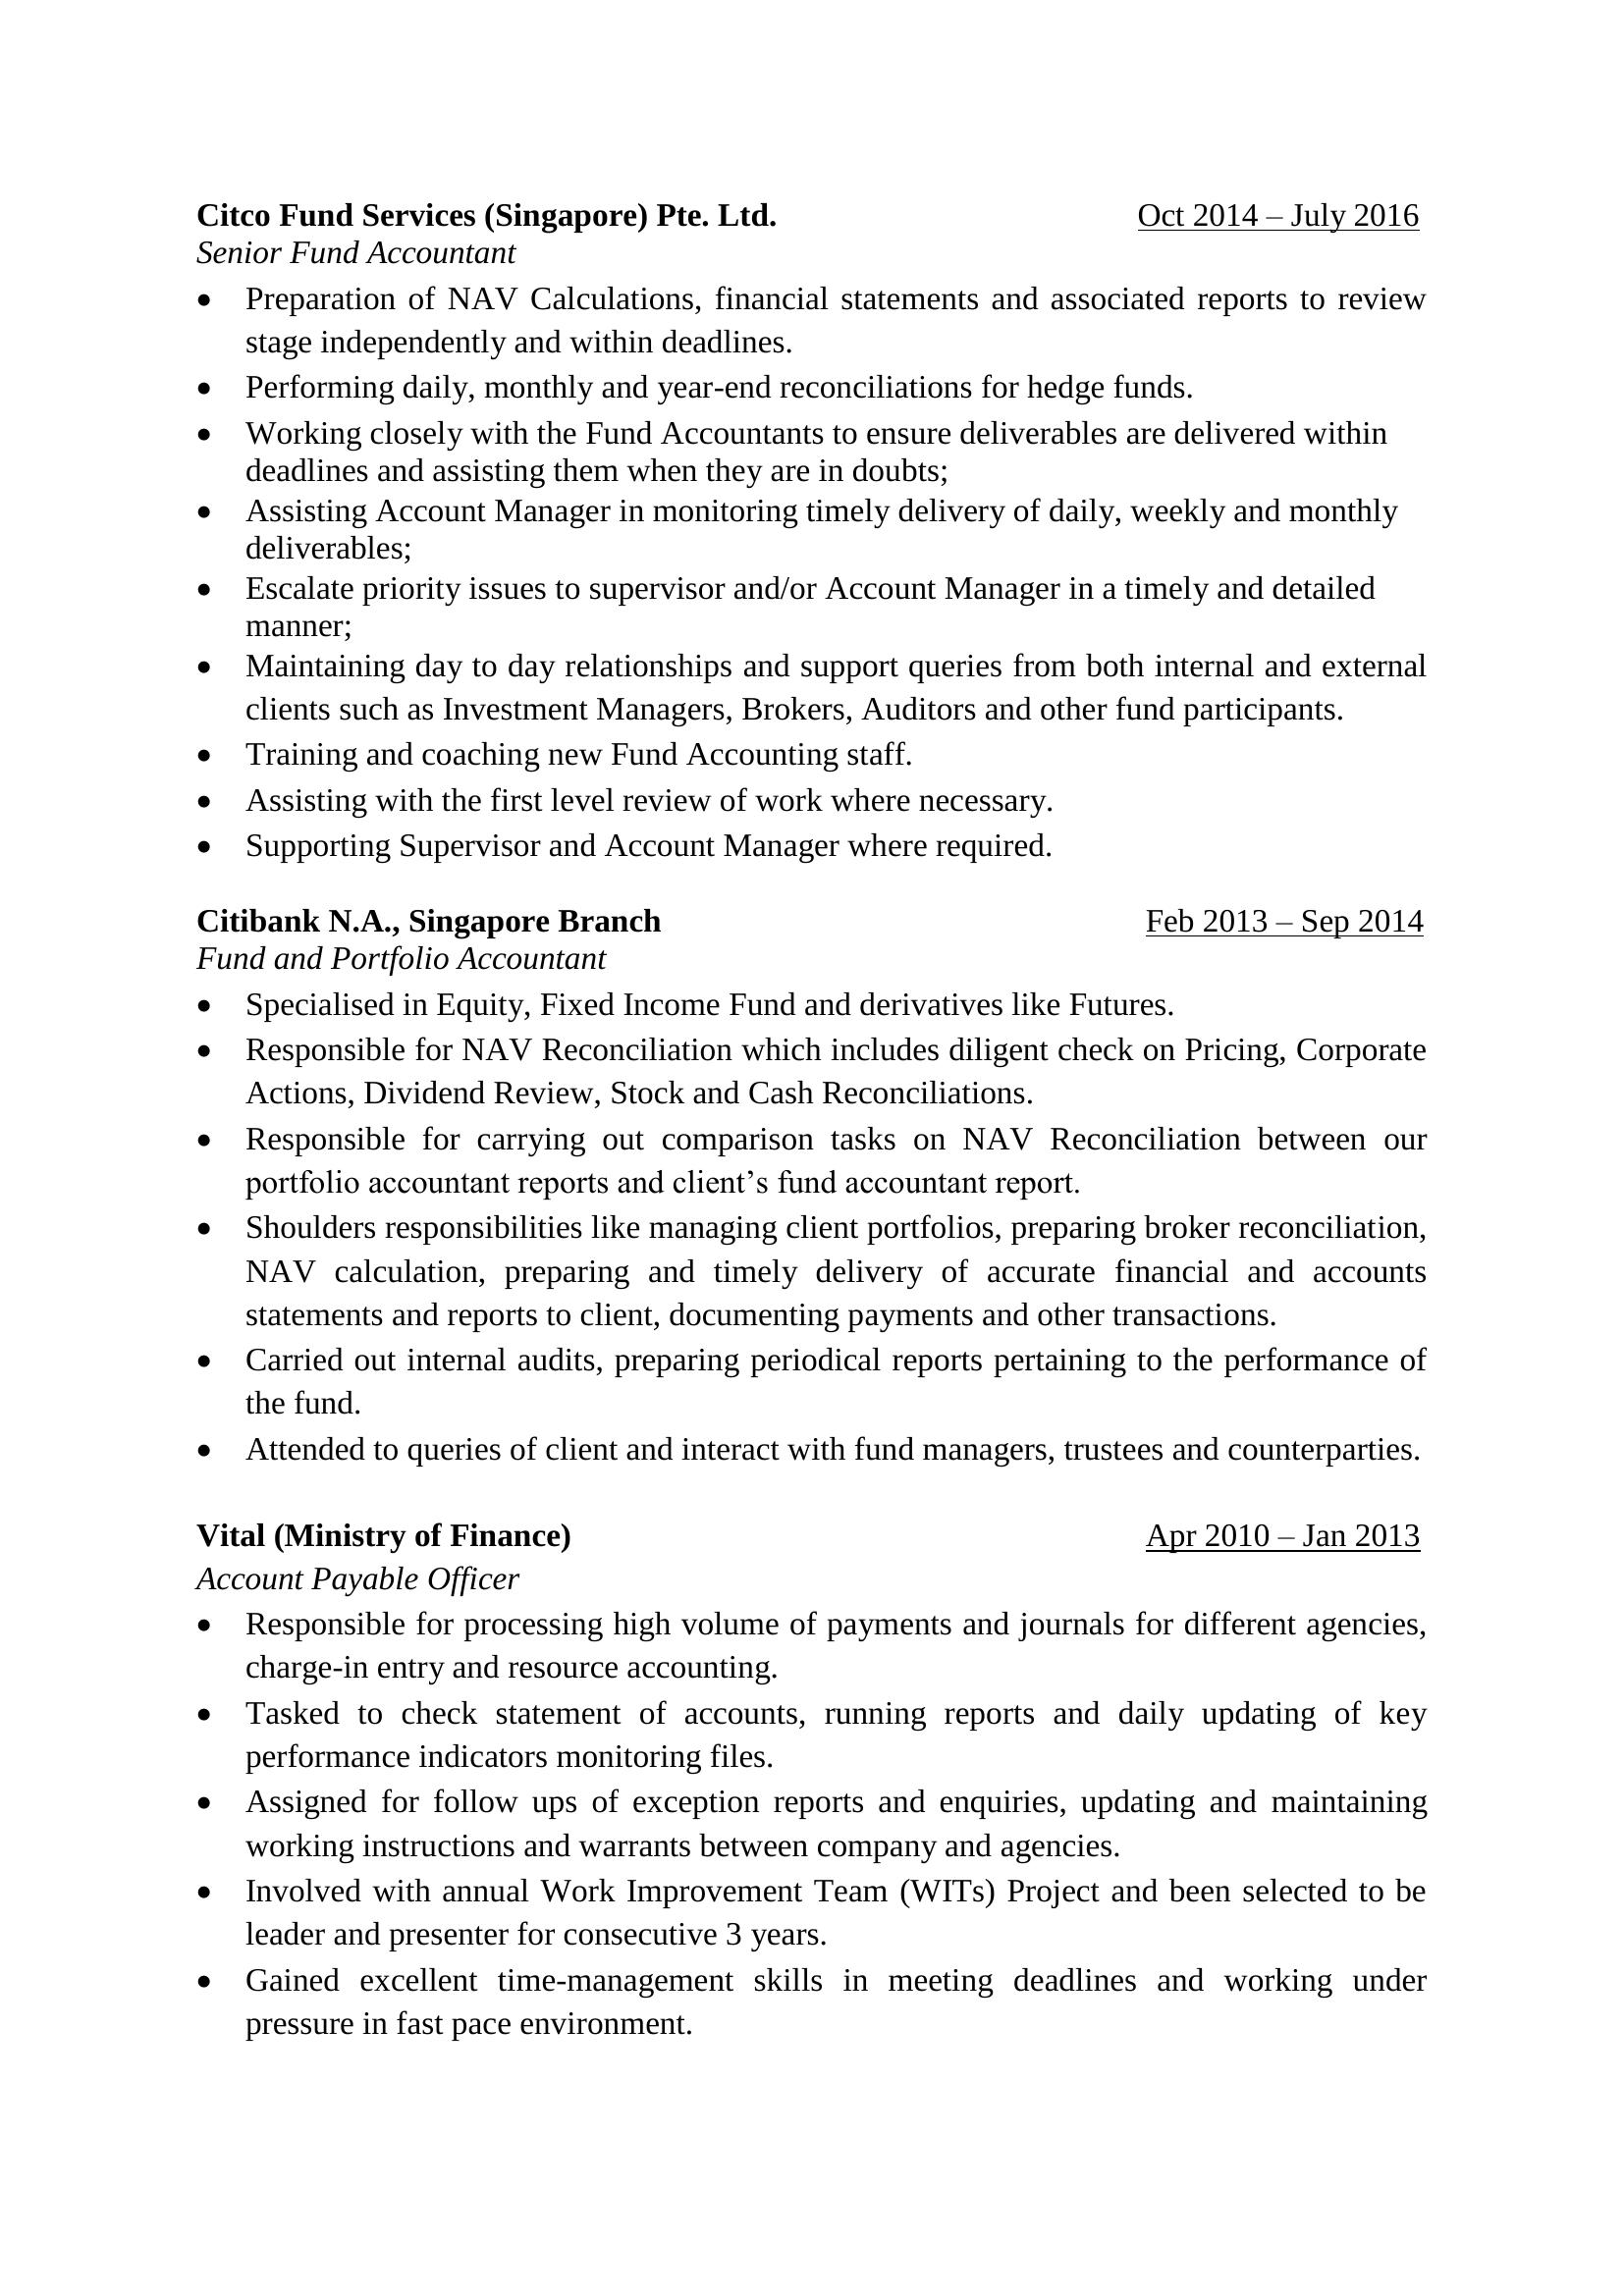 Citco Fund Services (Singapore) Pte. Ltd. Oct 2014 – July 2016
Senior Fund Accountant
• Preparation of NAV Calculations, financial statements and associated reports to review
stage independently and within deadlines.
• Performing daily, monthly and year-end reconciliations for hedge funds.
• Working closely with the Fund Accountants to ensure deliverables are delivered within
deadlines and assisting them when they are in doubts;
• Assisting Account Manager in monitoring timely delivery of daily, weekly and monthly
deliverables;
• Escalate priority issues to supervisor and/or Account Manager in a timely and detailed
manner;
• Maintaining day to day relationships and support queries from both internal and external
clients such as Investment Managers, Brokers, Auditors and other fund participants.
• Training and coaching new Fund Accounting staff.
• Assisting with the first level review of work where necessary.
• Supporting Supervisor and Account Manager where required.
Citibank N.A., Singapore Branch Feb 2013 – Sep 2014
Fund and Portfolio Accountant
• Specialised in Equity, Fixed Income Fund and derivatives like Futures.
• Responsible for NAV Reconciliation which includes diligent check on Pricing, Corporate
Actions, Dividend Review, Stock and Cash Reconciliations.
• Responsible for carrying out comparison tasks on NAV Reconciliation between our
portfolio accountant reports and client’s fund accountant report.
• Shoulders responsibilities like managing client portfolios, preparing broker reconciliation,
NAV calculation, preparing and timely delivery of accurate financial and accounts
statements and reports to client, documenting payments and other transactions.
• Carried out internal audits, preparing periodical reports pertaining to the performance of
the fund.
• Attended to queries of client and interact with fund managers, trustees and counterparties.
Vital (Ministry of Finance) Apr 2010 – Jan 2013
Account Payable Officer
• Responsible for processing high volume of payments and journals for different agencies,
charge-in entry and resource accounting.
• Tasked to check statement of accounts, running reports and daily updating of key
performance indicators monitoring files.
• Assigned for follow ups of exception reports and enquiries, updating and maintaining
working instructions and warrants between company and agencies.
• Involved with annual Work Improvement Team (WITs) Project and been selected to be
leader and presenter for consecutive 3 years.
• Gained excellent time-management skills in meeting deadlines and working under
pressure in fast pace environment.